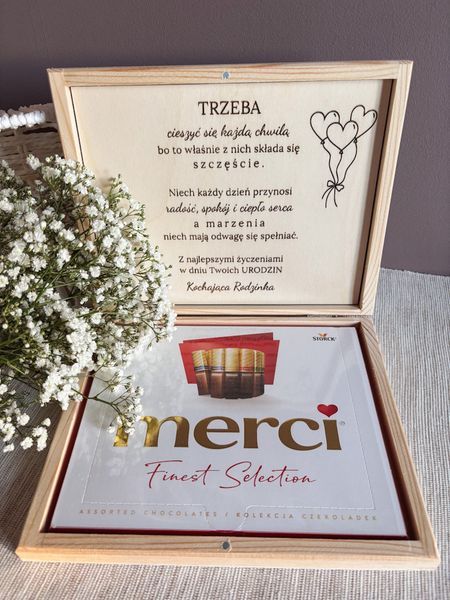 TRZEBA
cieszyć się każdą chwilą
bo to właśnie z nich składa się
szczęście.
Niech każdy dzień przynosi
radość, spokój i ciepło serca
a marzenia
niech mają odwagę się spełniać.
Z najlepszymi życzeniami
w dniu Twoich URODZIN
Kochająca Rodzinka
STORCK
merci
Finest Selection
ASSORTED CHOCOLATES / KOLEKCJA CZEKOLADEK